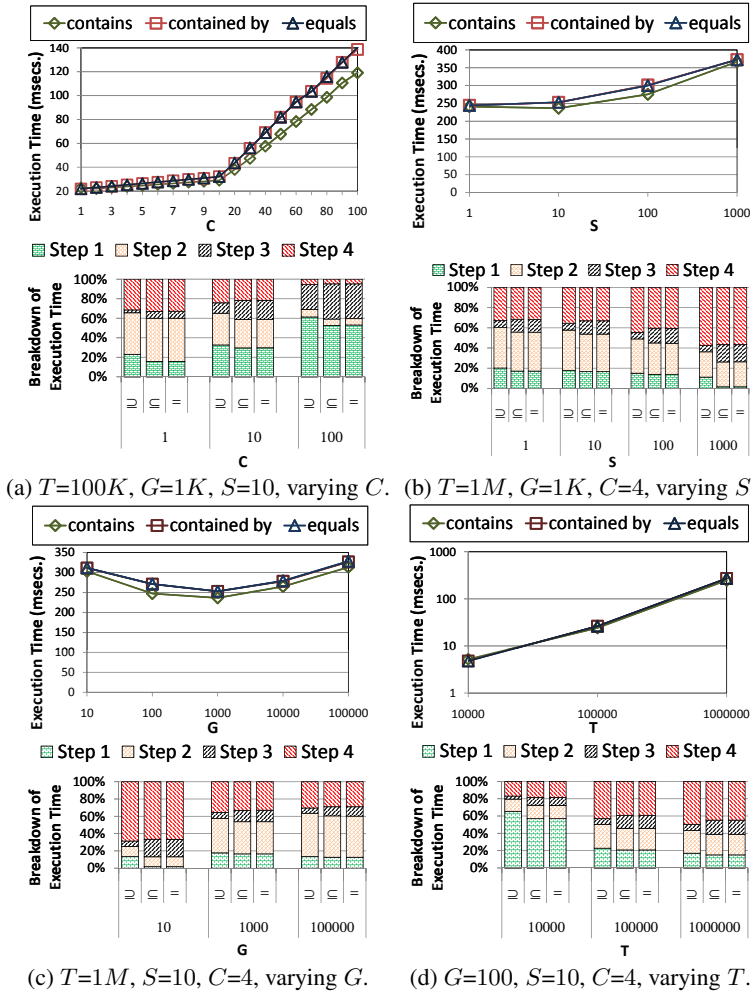 contains contained by equals
Execution Time (msecs.)
140
120
100
80
60
40
20
1 3 5 7 9 20 40 60 80 100
C
Step 1 Step 2 Step 3 Step 4
Breakdown of
Execution Time
100%
80%
60%
40%
20%
0%
⊇ ⊆ = ⊇ ⊆ = ⊇ ⊆ =
1 10 100
C
(a) T=100K, G=1K, S=10, varying C.
contains contained by equals
Execution Time (msecs.)
400
350
300
250
200
150
100
50
0
1 10 100 1000
S
Step 1 Step 2 Step 3 Step 4
Breakdown of
Execution Time
100%
80%
60%
40%
20%
0%
⊇ ⊆ = ⊇ ⊆ = ⊇ ⊆ = ⊇ ⊆ =
1 10 100 1000
S
(b) T=1M, G=1K, C=4, varying S
contains contained by equals
Execution Time (msecs.)
350
300
250
200
150
100
50
0
10 100 1000 10000 100000
G
Step 1 Step 2 Step 3 Step 4
Breakdown of
Execution Time
100%
80%
60%
40%
20%
0%
⊇ ⊆ = ⊇ ⊆ = ⊇ ⊆ =
10 1000 100000
G
(c) T=1M, S=10, C=4, varying G.
contains contained by equals
Execution Time (msecs.)
1000
100
10
1
10000 100000 1000000
T
Step 1 Step 2 Step 3 Step 4
Breakdown of
Execution Time
100%
80%
60%
40%
20%
0%
⊇ ⊆ = ⊇ ⊆ = ⊇ ⊆ =
10000 100000 1000000
T
(d) G=100, S=10, C=4, varying T.